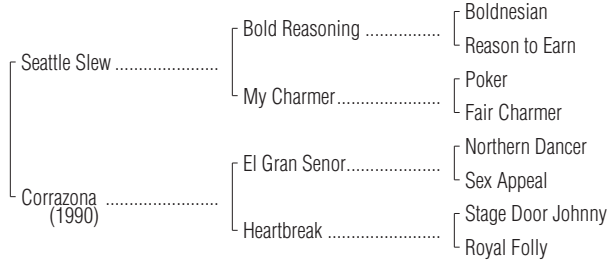 Boldnesian
Bold Reasoning ..................
Reason to Earn
Seattle Slew .........................
Poker
My Charmer.........................
Fair Charmer
Northern Dancer
El Gran Senor.......................
Sex Appeal
Corrazona ...........................
(1990)
Stage Door Johnny
Heartbreak ...........................
Royal Folly